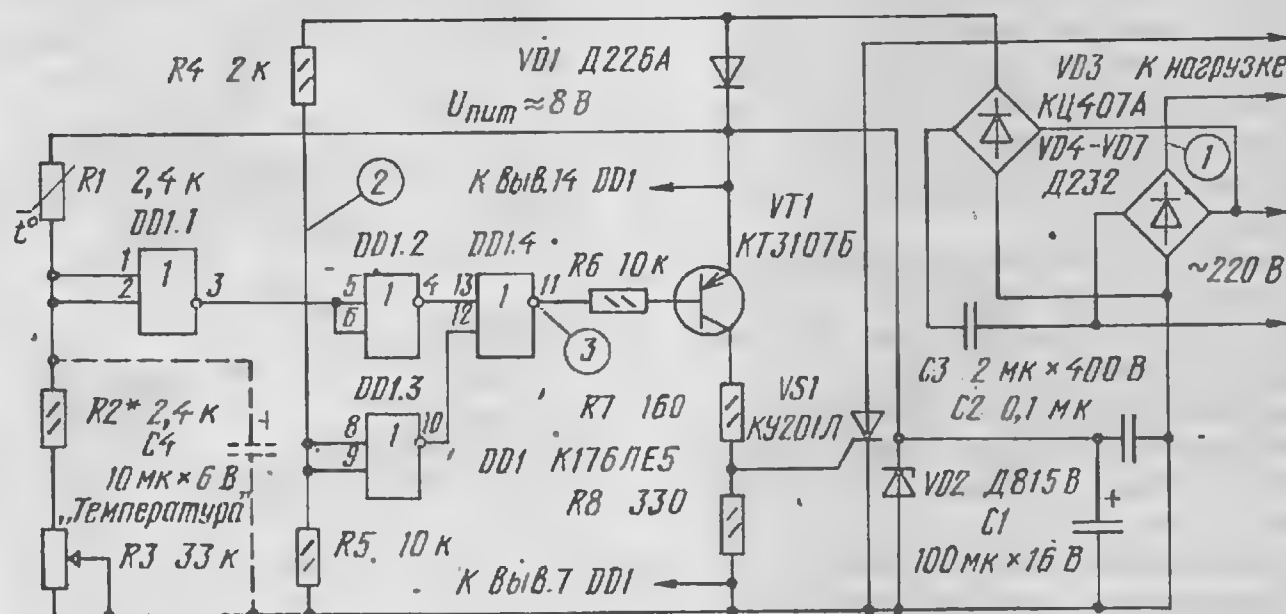 R4 2 к
VD1 Д226А
Uпит ≈ 8 В
VD3
КЦ407А
К нагрузке
VD4-VD7
Д232
1
~220 В
R1 2,4 к
t°
2
К выв.14 DD1
VT1
КТ3107Б
DD1.1
1
2
1
3
DD1.2
5
6
1
4
DD1.4
13
12
1
11
3
R6 10 к
DD1.3
8
9
1
10
R2* 2,4 к
C4
10 мк × 6 В
+
„Температура"
R3 33 к
R5 10 к
R7 160
DD1 К176ЛЕ5
R8 330
К выв.7 DD1
VS1
КУ201Л
C3 2 мк × 400 В
C2 0,1 мк
VD2 Д815В
C1
+
100 мк × 16 В